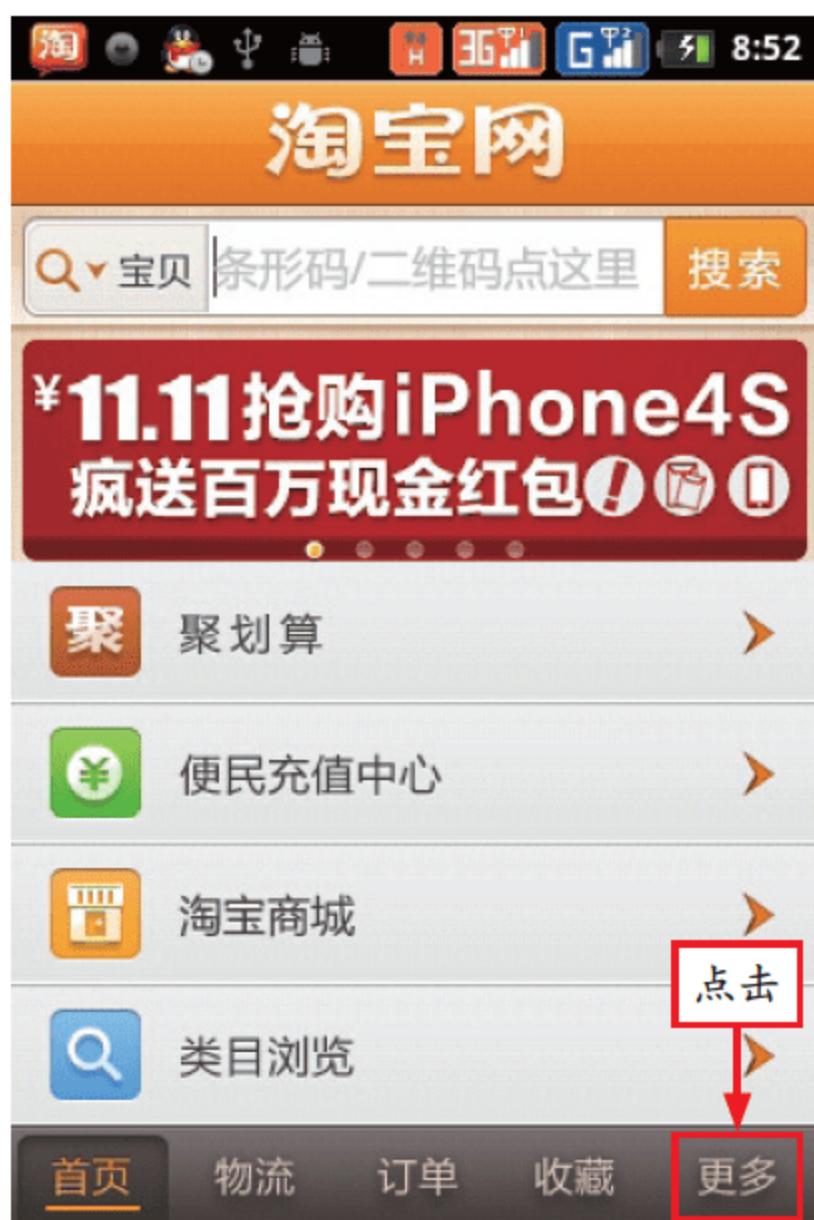 淘 H 3G 1 G 2 8:52
淘宝网
宝贝 条形码/二维码点这里 搜索
¥11.11抢购iPhone4S
疯送百万现金红包
聚 聚划算
¥ 便民充值中心
淘宝商城
点击
类目浏览
首页 物流 订单 收藏 更多